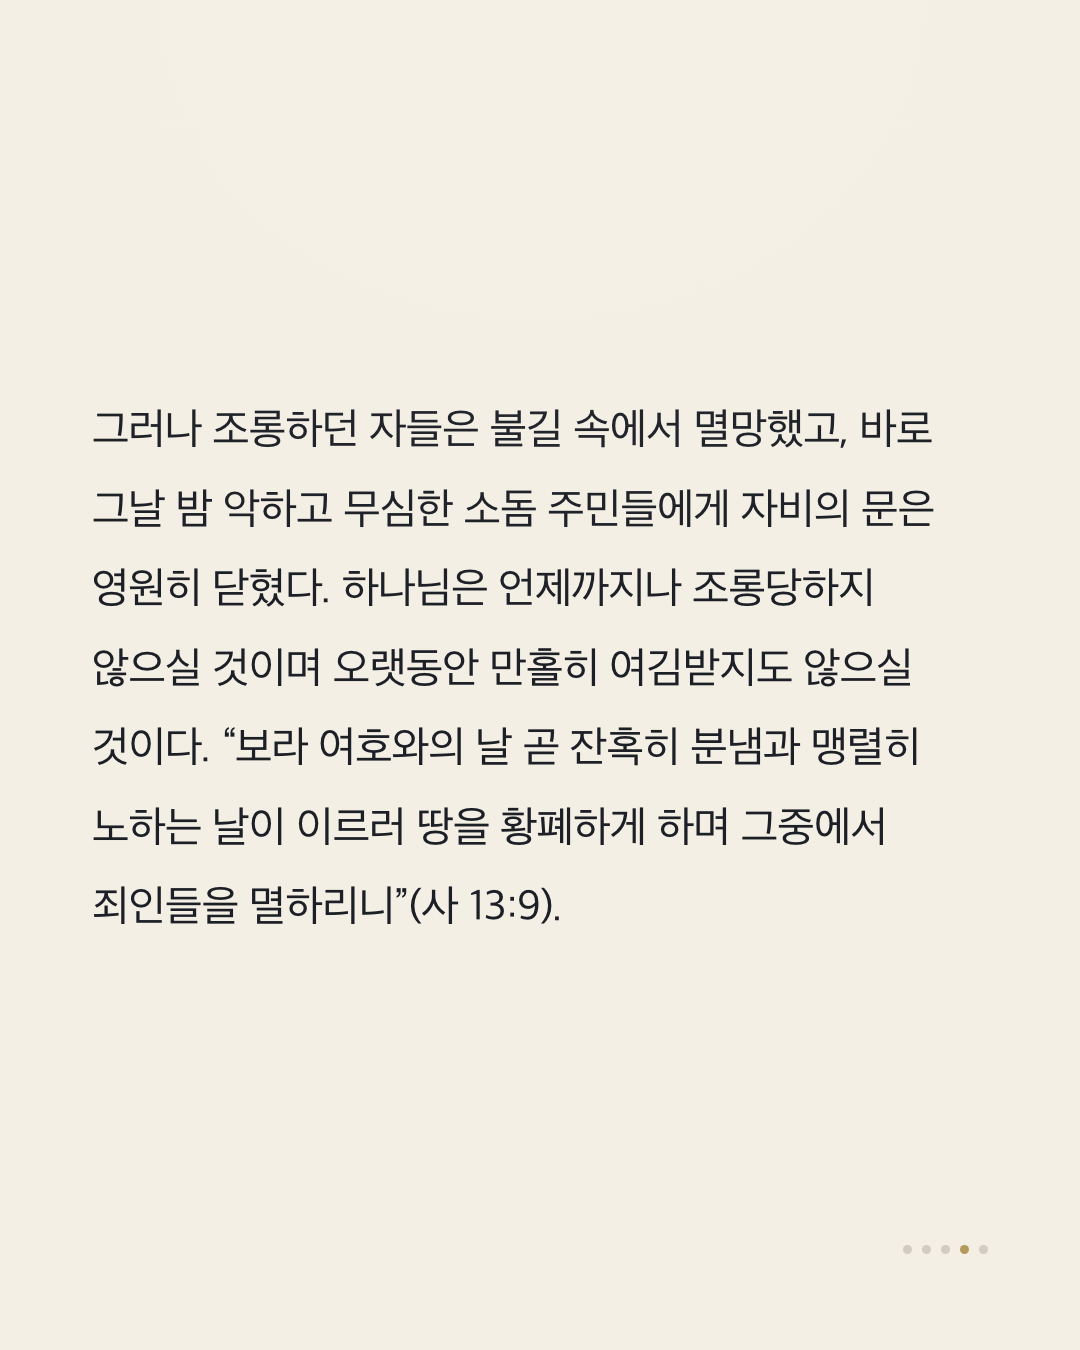 그러나 조롱하던 자들은 불길 속에서 멸망했고, 바로
그날 밤 악하고 무심한 소돔 주민들에게 자비의 문은
영원히 닫혔다. 하나님은 언제까지나 조롱당하지
않으실 것이며 오랫동안 만홀히 여김받지도 않으실
것이다. “보라 여호와의 날 곧 잔혹히 분냄과 맹렬히
노하는 날이 이르러 땅을 황폐하게 하며 그중에서
죄인들을 멸하리니”(사 13:9).